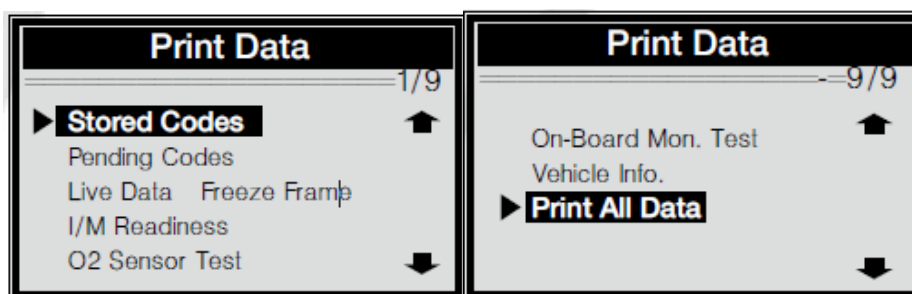 Print Data
1/9
Stored Codes
Pending Codes
Live Data Freeze Frame
I/M Readiness
O2 Sensor Test
Print Data
9/9
On-Board Mon. Test
Vehicle Info.
Print All Data